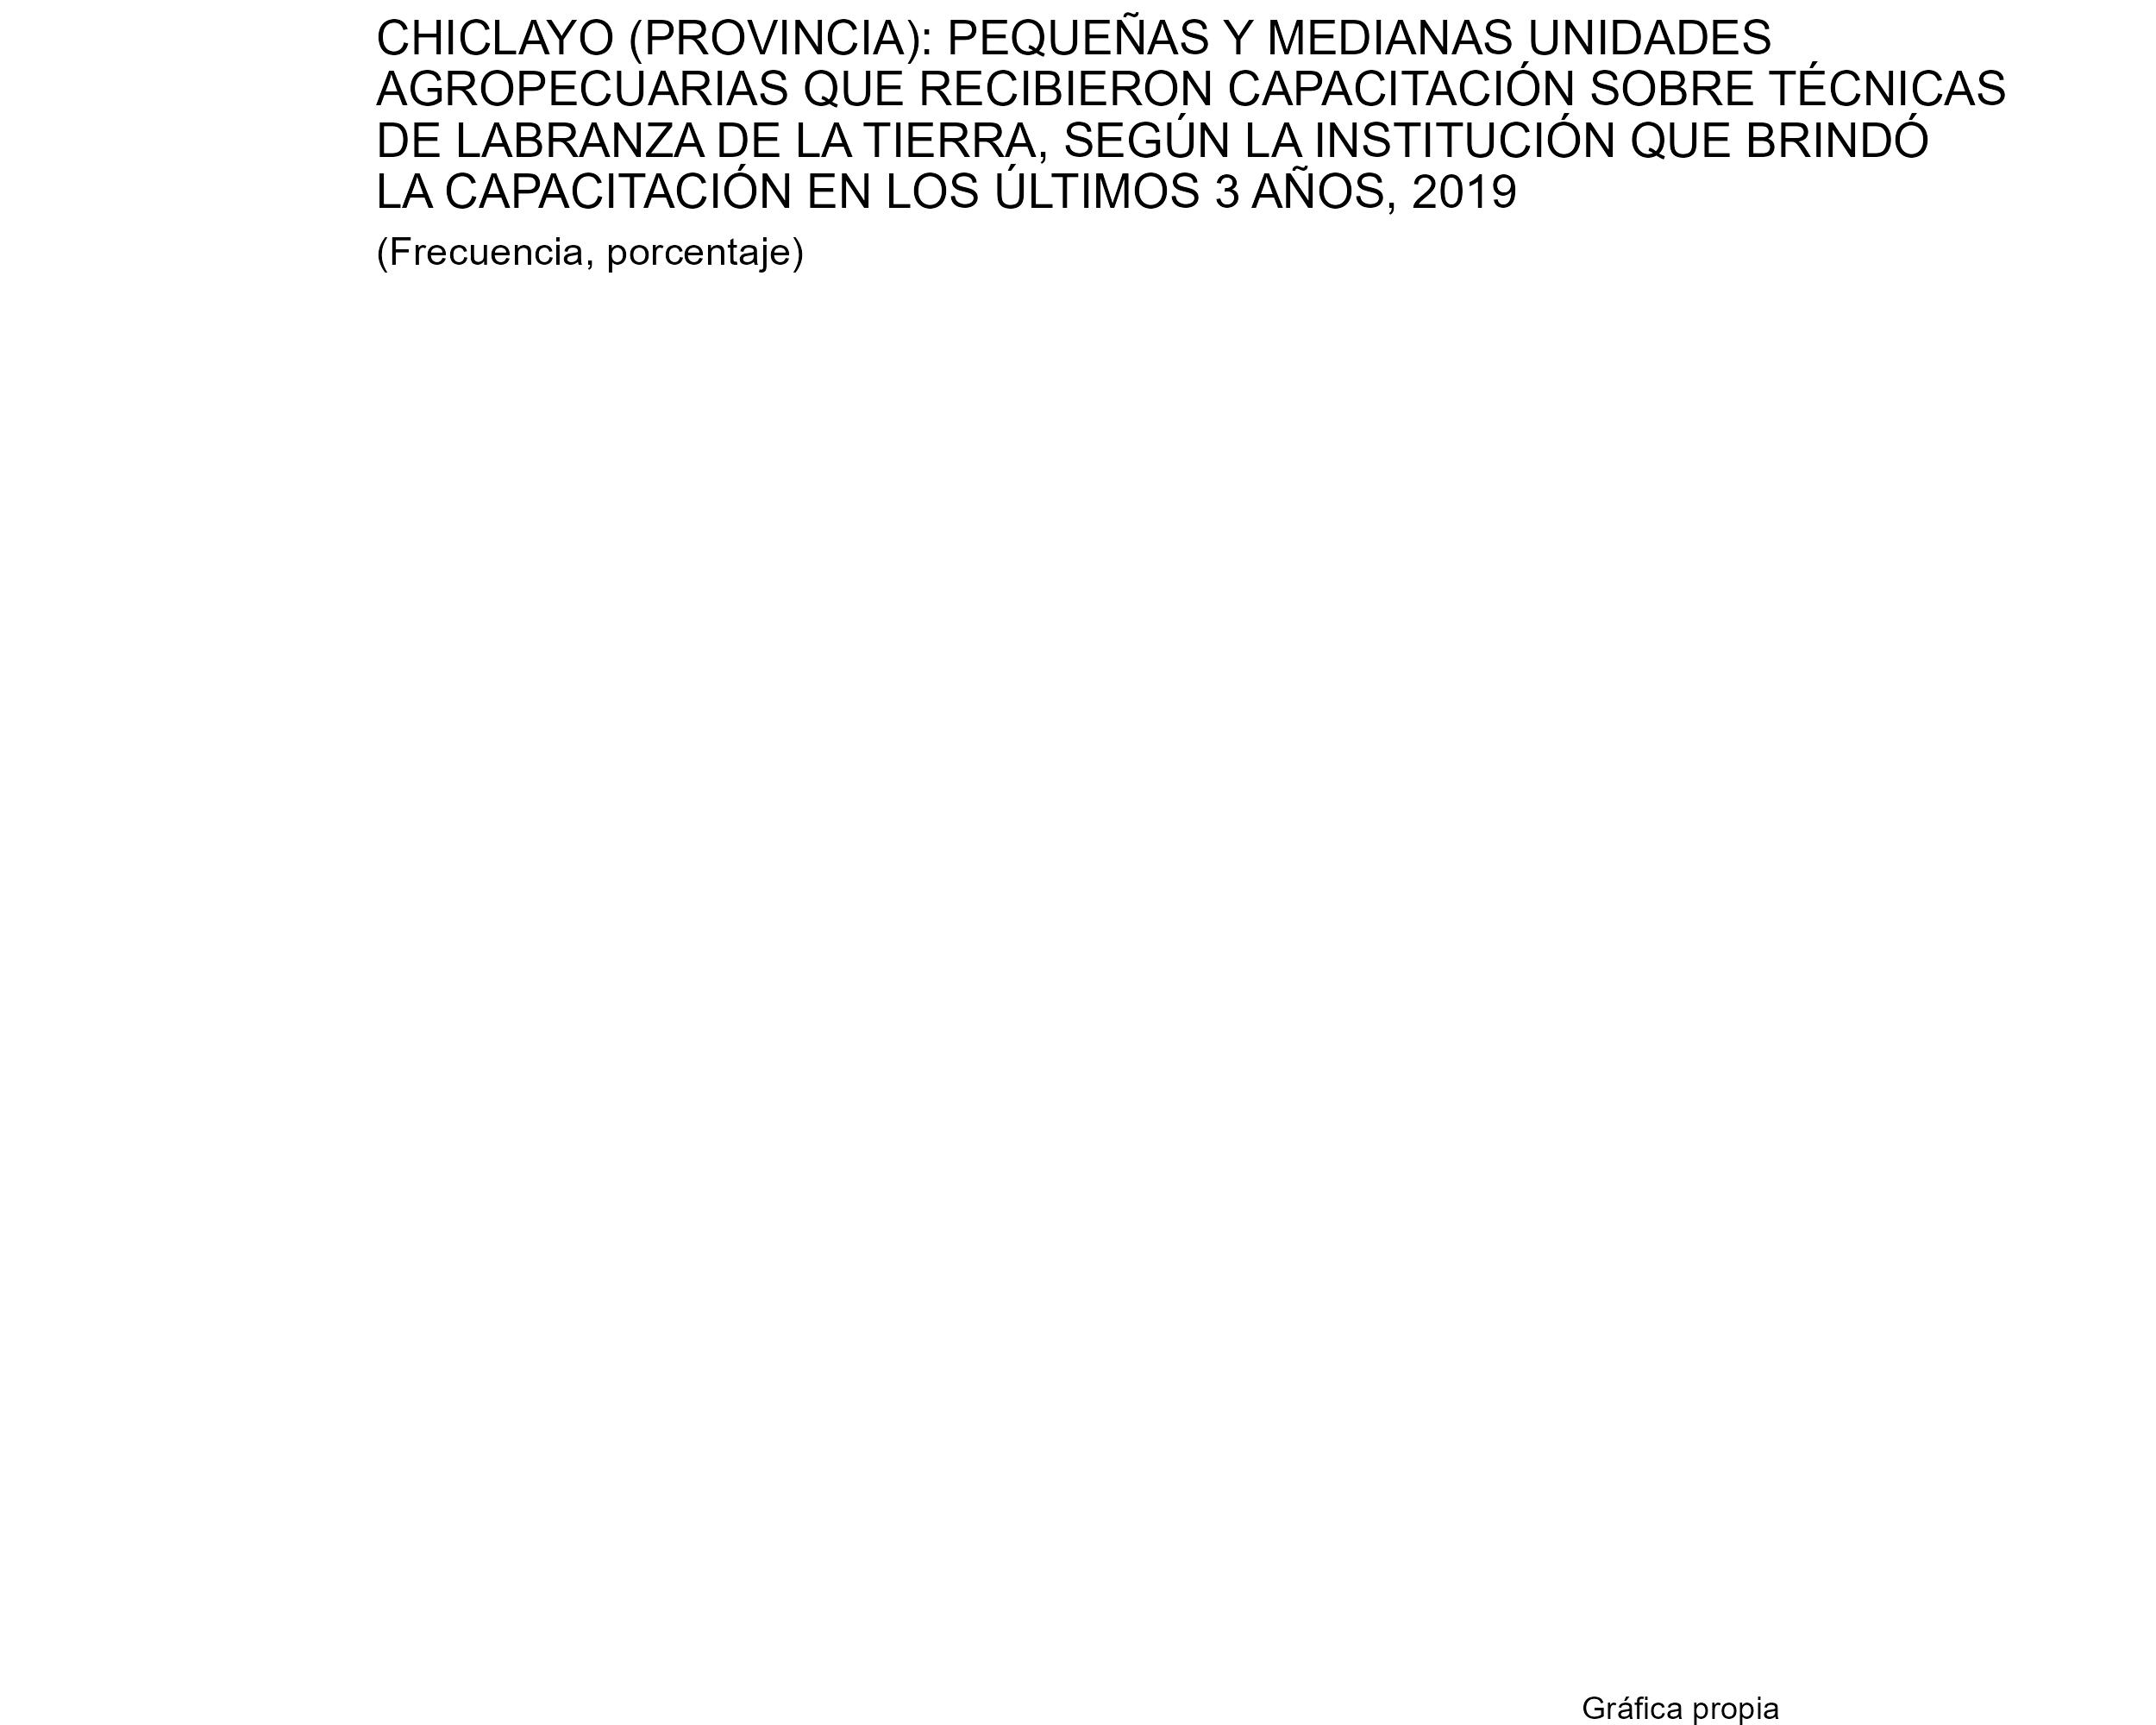 CHICLAYO (PROVINCIA): PEQUEÑAS Y MEDIANAS UNIDADES
AGROPECUARIAS QUE RECIBIERON CAPACITACIÓN SOBRE TÉCNICAS
DE LABRANZA DE LA TIERRA, SEGÚN LA INSTITUCIÓN QUE BRINDÓ
LA CAPACITACIÓN EN LOS ÚLTIMOS 3 AÑOS, 2019
(Frecuencia, porcentaje)
Gráfica propia